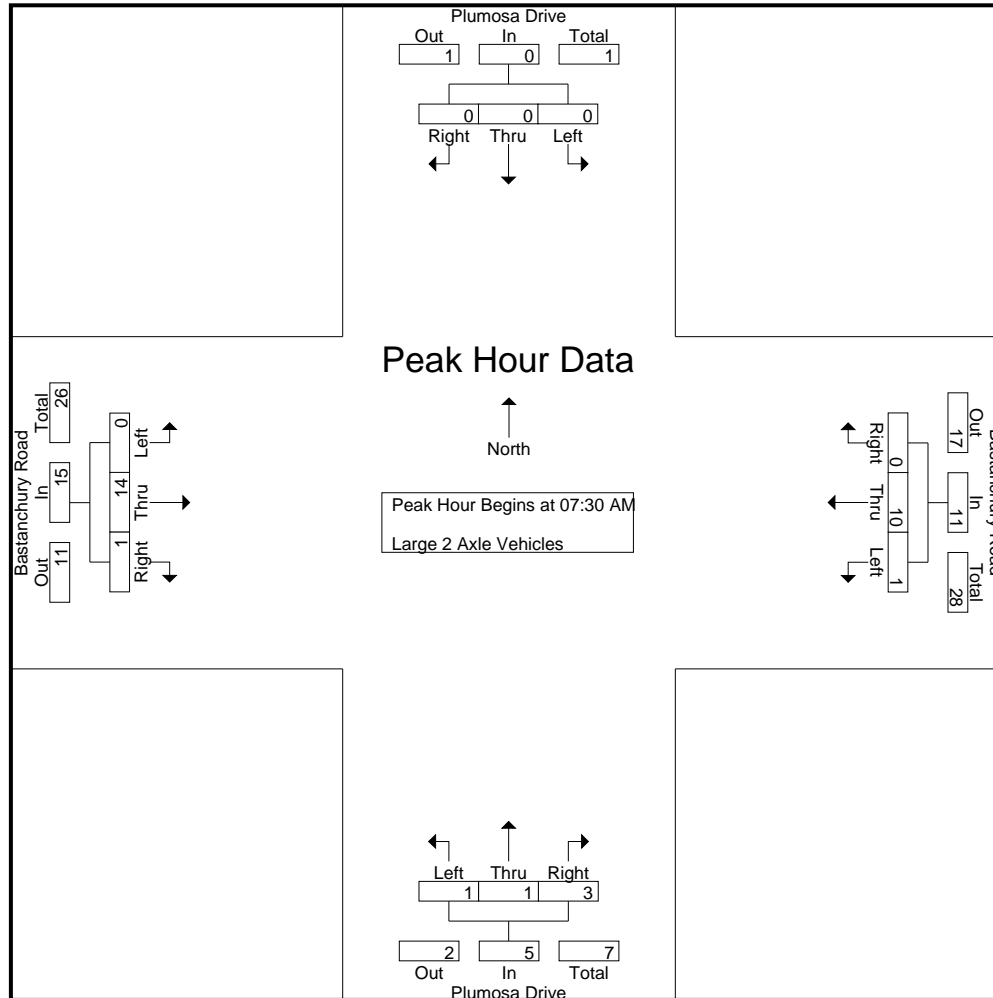 Plumosa Drive
Out In Total
1 0 1
0 0 0
Right Thru Left
Peak Hour Data
North
Peak Hour Begins at 07:30 AM
Large 2 Axle Vehicles
Bastanchury Road
Total In Out
26 15 11
0 14 1
Left Thru Right
Right Thru Left
0 10 1
17 11 28
Out In Total
Bastanchury Road
Left Thru Right
1 1 3
2 5 7
Out In Total
Plumosa Drive